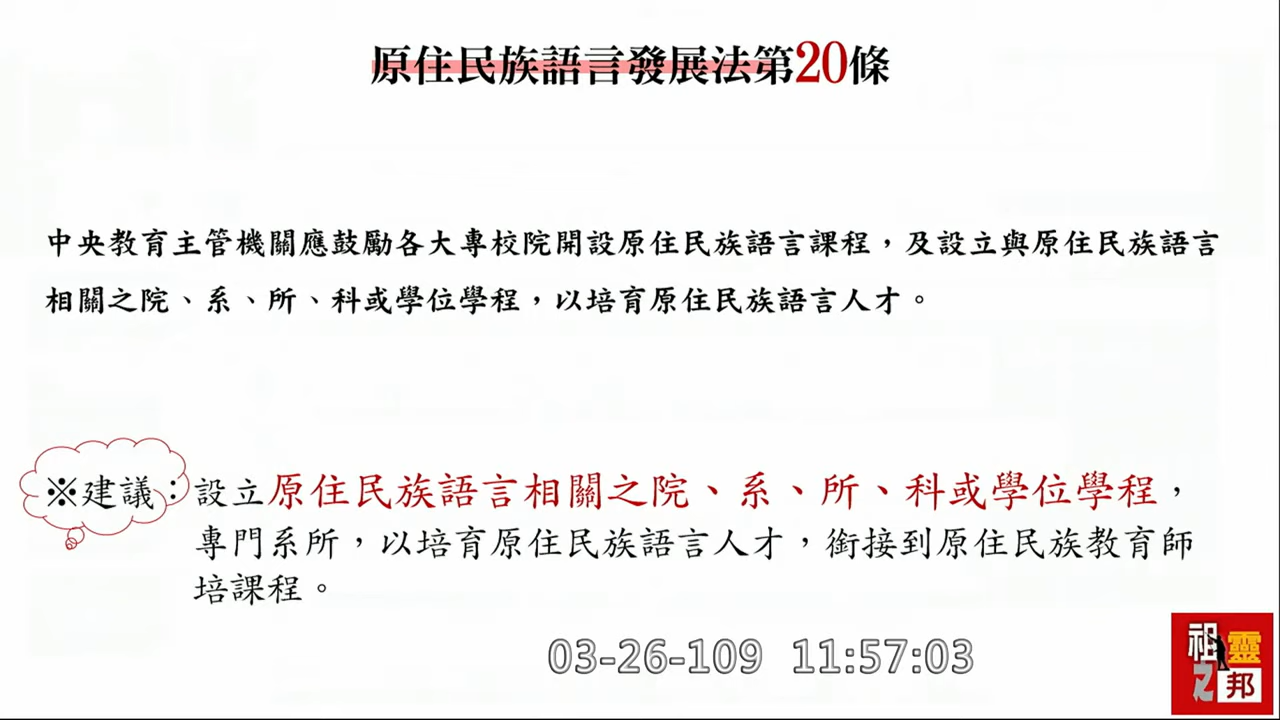 原住民族語言發展法第20條
中央教育主管機關應鼓勵各大專校院開設原住民族語言課程，及設立與原住民族語言
相關之院、系、所、科或學位學程，以培育原住民族語言人才。
※建議：設立原住民族語言相關之院、系、所、科或學位學程，
專門系所，以培育原住民族語言人才，銜接到原住民族教育師
培課程。
03-26-109 11:57:03
祖靈
之邦